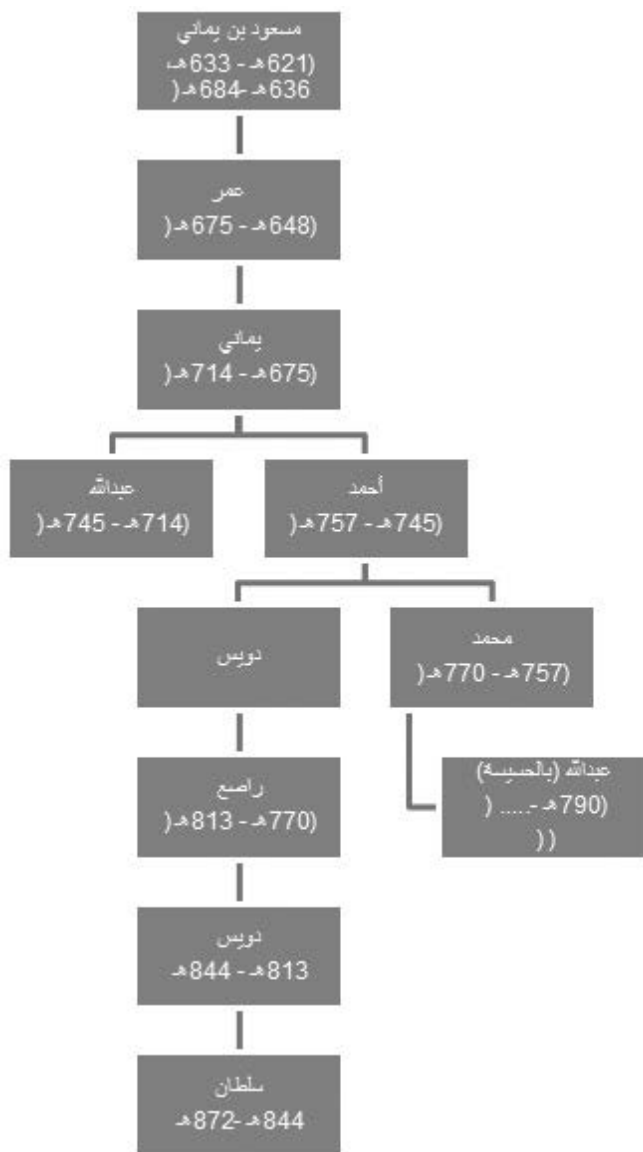 مسعود بن يماني
(621هـ - 633هـ،
636هـ -684هـ(
عمر
(648هـ - 675هـ(
يماني
(675هـ - 714هـ(
عبدالله
(714هـ - 745هـ(
أحمد
(745هـ - 757هـ(
دويس
محمد
(757هـ - 770هـ(
راصع
(770هـ - 813هـ(
عبدالله (بالحسيسة)
(790هـ -..... (
((
دويس
813هـ - 844هـ
سلطان
844هـ -872هـ